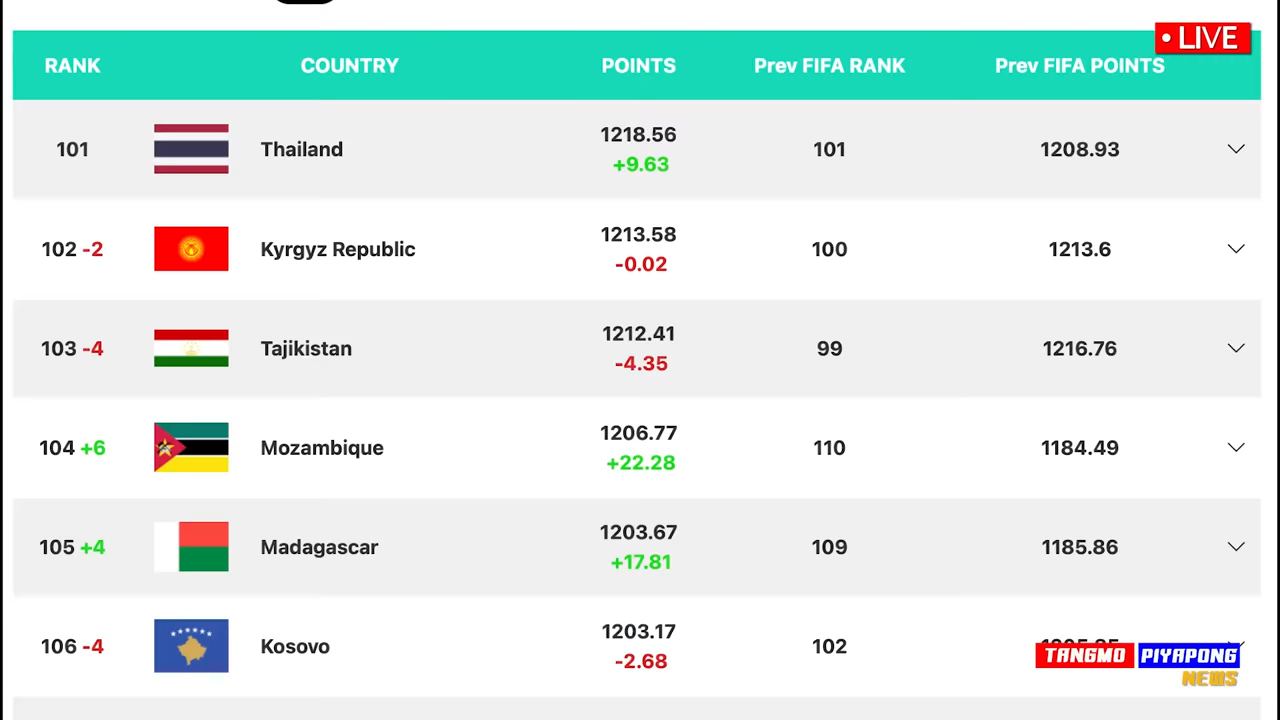 • LIVE
RANK COUNTRY POINTS Prev FIFA RANK Prev FIFA POINTS
101 Thailand 1218.56 +9.63 101 1208.93
102 -2 Kyrgyz Republic 1213.58 -0.02 100 1213.6
103 -4 Tajikistan 1212.41 -4.35 99 1216.76
104 +6 Mozambique 1206.77 +22.28 110 1184.49
105 +4 Madagascar 1203.67 +17.81 109 1185.86
106 -4 Kosovo 1203.17 -2.68 102
TANGMO PIYAPONG
NEWS